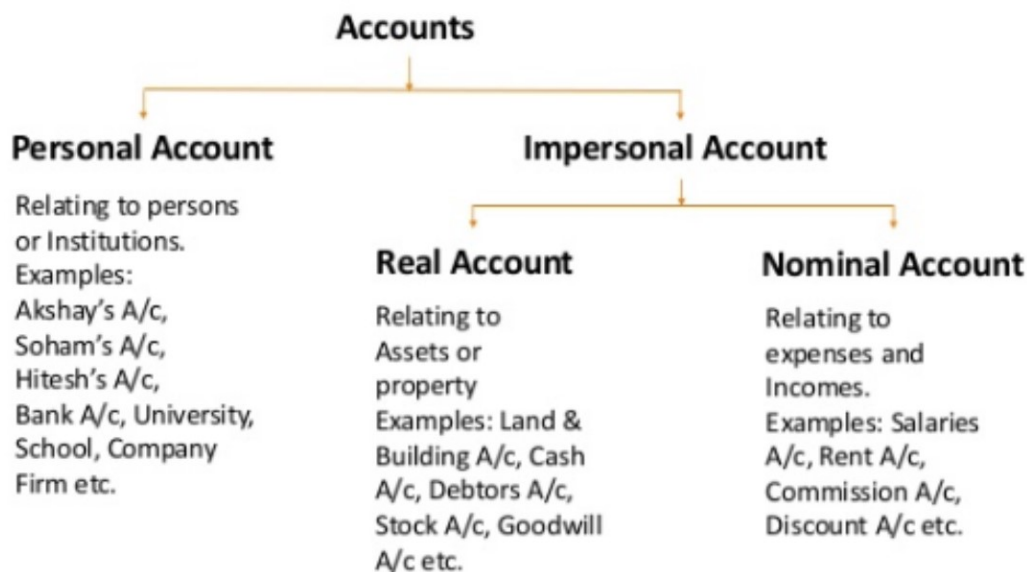 Accounts
Personal Account
Relating to persons
or Institutions.
Examples:
Akshay’s A/c,
Soham’s A/c,
Hitesh’s A/c,
Bank A/c, University,
School, Company
Firm etc.
Impersonal Account
Real Account
Relating to
Assets or
property
Examples: Land &
Building A/c, Cash
A/c, Debtors A/c,
Stock A/c, Goodwill
A/c etc.
Nominal Account
Relating to
expenses and
Incomes.
Examples: Salaries
A/c, Rent A/c,
Commission A/c,
Discount A/c etc.